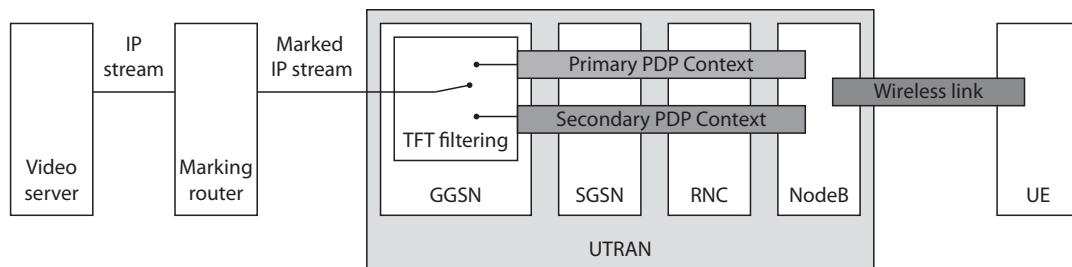 IP
stream
Marked
IP stream
Primary PDP Context
Wireless link
Secondary PDP Context
TFT filtering
Video
server
Marking
router
GGSN
SGSN
RNC
NodeB
UE
UTRAN